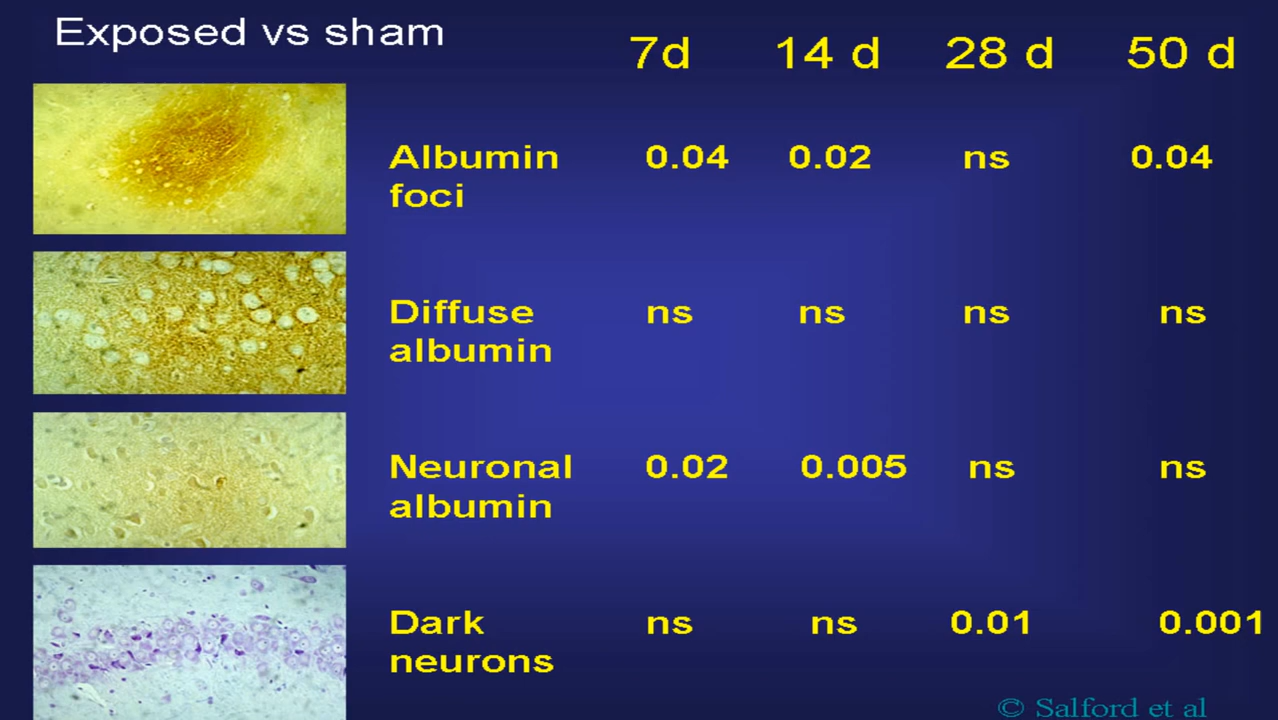 Exposed vs sham
7d 14 d 28 d 50 d
Albumin foci 0.04 0.02 ns 0.04
Diffuse albumin ns ns ns ns
Neuronal albumin 0.02 0.005 ns ns
Dark neurons ns ns 0.01 0.001
© Salford et al